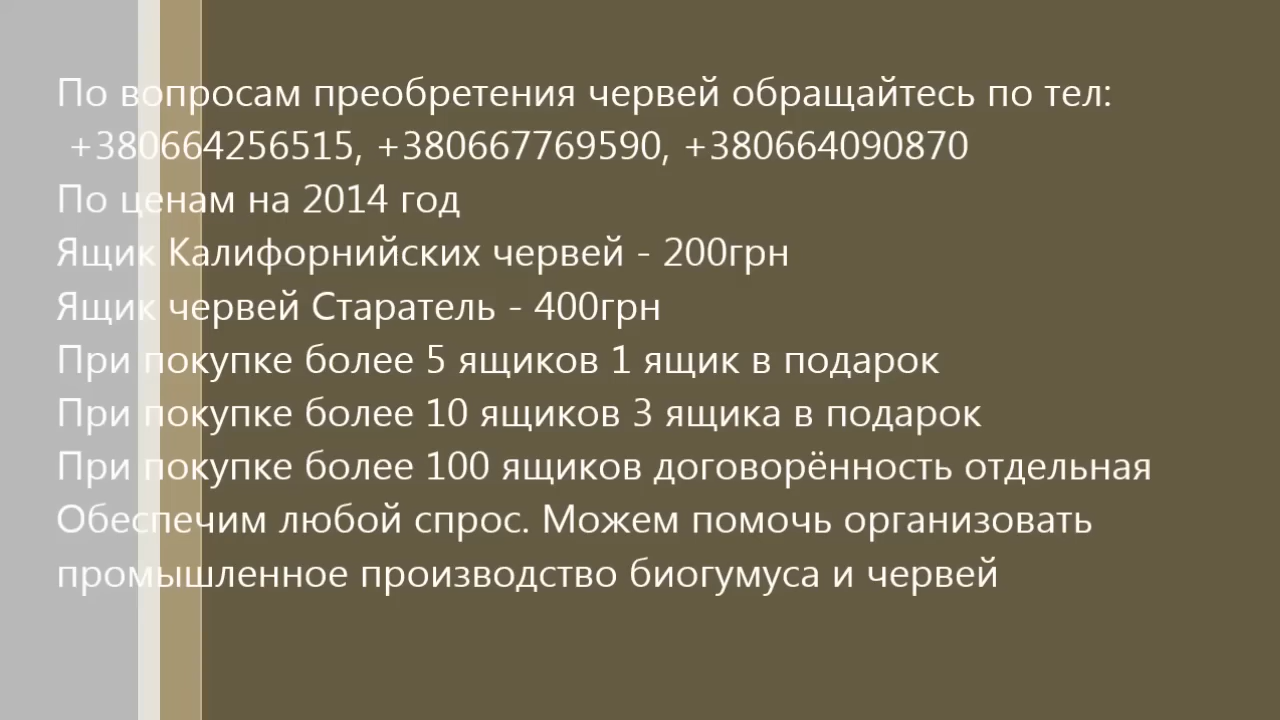 По вопросам преобретения червей обращайтесь по тел:
+380664256515, +380667769590, +380664090870
По ценам на 2014 год
Ящик Калифорнийских червей - 200грн
Ящик червей Старатель - 400грн
При покупке более 5 ящиков 1 ящик в подарок
При покупке более 10 ящиков 3 ящика в подарок
При покупке более 100 ящиков договорённость отдельная
Обеспечим любой спрос. Можем помочь организовать
промышленное производство биогумуса и червей